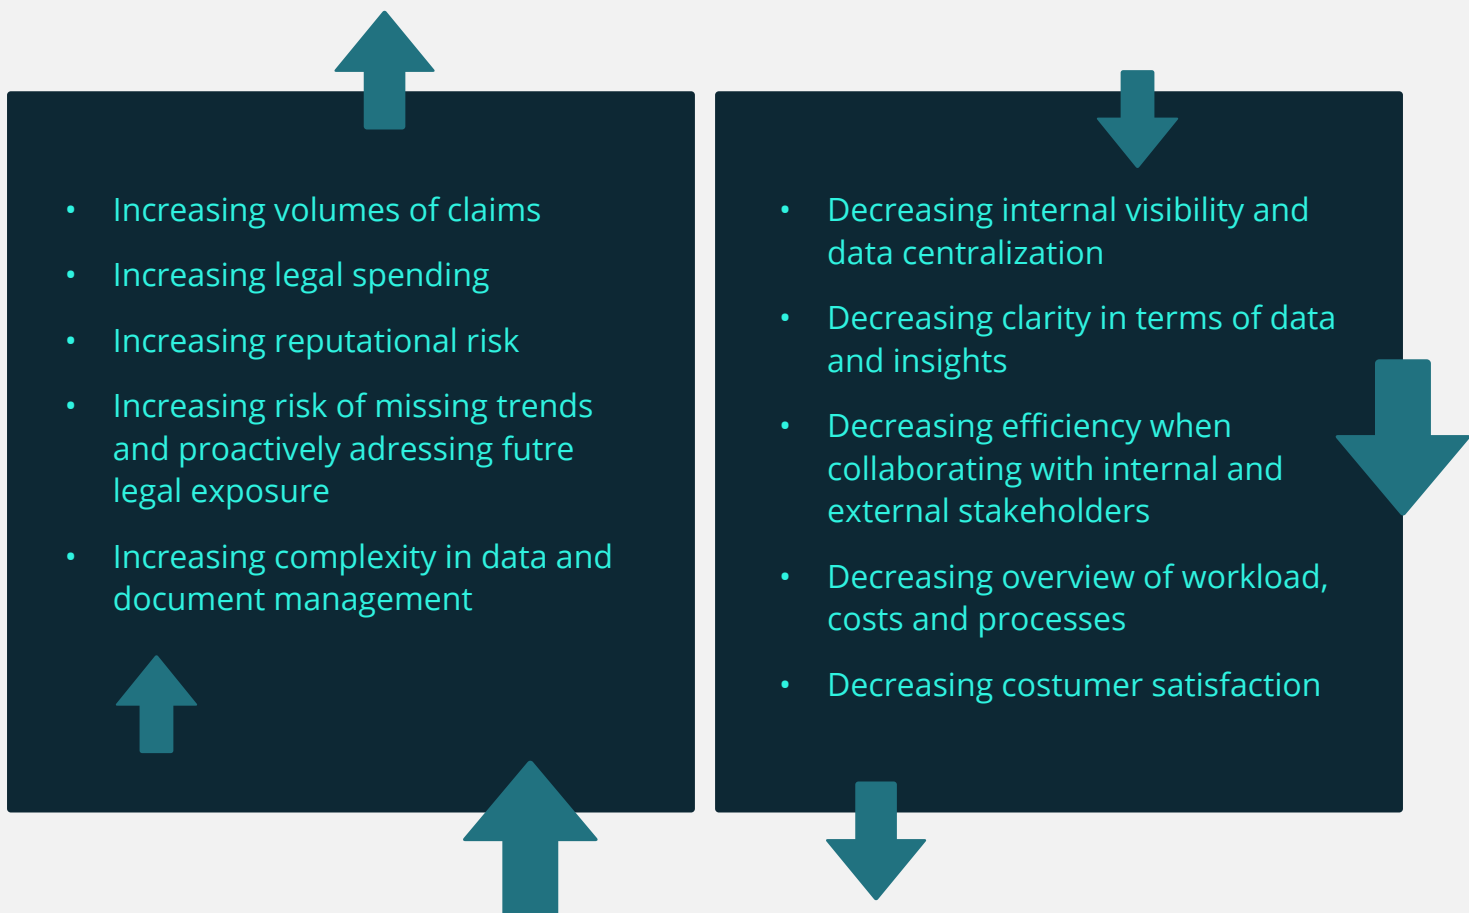 • Increasing volumes of claims
• Increasing legal spending
• Increasing reputational risk
• Increasing risk of missing trends
and proactively adressing futre
legal exposure
• Increasing complexity in data and
document management
• Decreasing internal visibility and
data centralization
• Decreasing clarity in terms of data
and insights
• Decreasing efficiency when
collaborating with internal and
external stakeholders
• Decreasing overview of workload,
costs and processes
• Decreasing costumer satisfaction